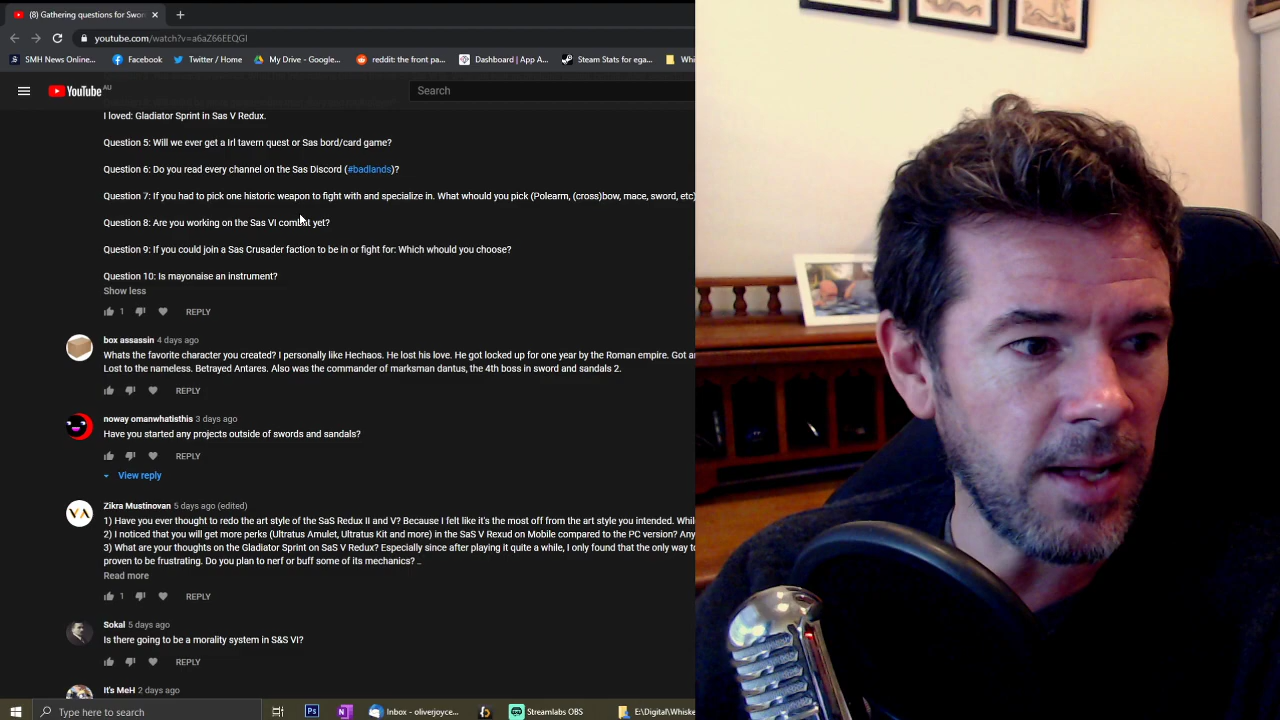 (8) Gathering questions for Swor
youtube.com/watch?v=a6aZ66EEQGI
SMH News Online...
Facebook
Twitter / Home
My Drive - Google...
reddit: the front pa...
Dashboard | App A...
Steam Stats for ega...
Whi
YouTube AU
Search
I loved: Gladiator Sprint in Sas V Redux.
Question 5: Will we ever get a Irl tavern quest or Sas bord/card game?
Question 6: Do you read every channel on the Sas Discord (#badlands)?
Question 7: If you had to pick one historic weapon to fight with and specialize in. What whould you pick (Polearm, (cross)bow, mace, sword, etc)
Question 8: Are you working on the Sas VI combat yet?
Question 9: If you could join a Sas Crusader faction to be in or fight for: Which whould you choose?
Question 10: Is mayonaise an instrument?
Show less
1 REPLY
box assassin 4 days ago
Whats the favorite character you created? I personally like Hechaos. He lost his love. He got locked up for one year by the Roman empire. Got ar
Lost to the nameless. Betrayed Antares. Also was the commander of marksman dantus, the 4th boss in sword and sandals 2.
REPLY
noway omanwhatisthis 3 days ago
Have you started any projects outside of swords and sandals?
REPLY
View reply
Zikra Mustinovan 5 days ago (edited)
1) Have you ever thought to redo the art style of the SaS Redux II and V? Because I felt like it's the most off from the art style you intended. Whil
2) I noticed that you will get more perks (Ultratus Amulet, Ultratus Kit and more) in the SaS V Rexud on Mobile compared to the PC version? Any
3) What are your thoughts on the Gladiator Sprint on SaS V Redux? Especially since after playing it quite a while, I only found that the only way to
proven to be frustrating. Do you plan to nerf or buff some of its mechanics? ..
Read more
1 REPLY
Sokal 5 days ago
Is there going to be a morality system in S&S VI?
REPLY
It's MeH 2 days ago
Type here to search
Inbox - oliverjoyce...
Streamlabs OBS
E:\Digital\Whiske